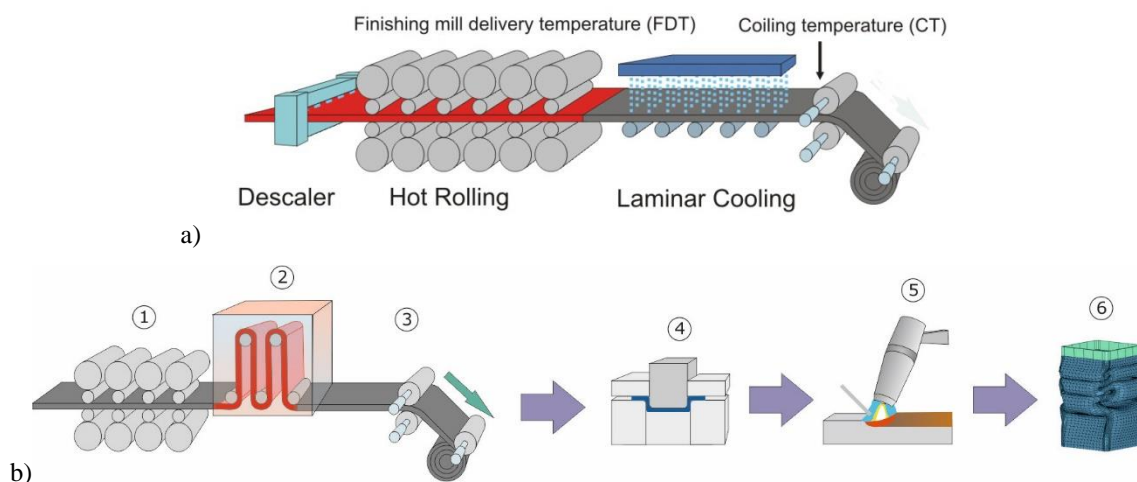 Finishing mill delivery temperature (FDT)
Coiling temperature (CT)
Descaler
Hot Rolling
Laminar Cooling
a)
①
②
③
④
⑤
⑥
b)